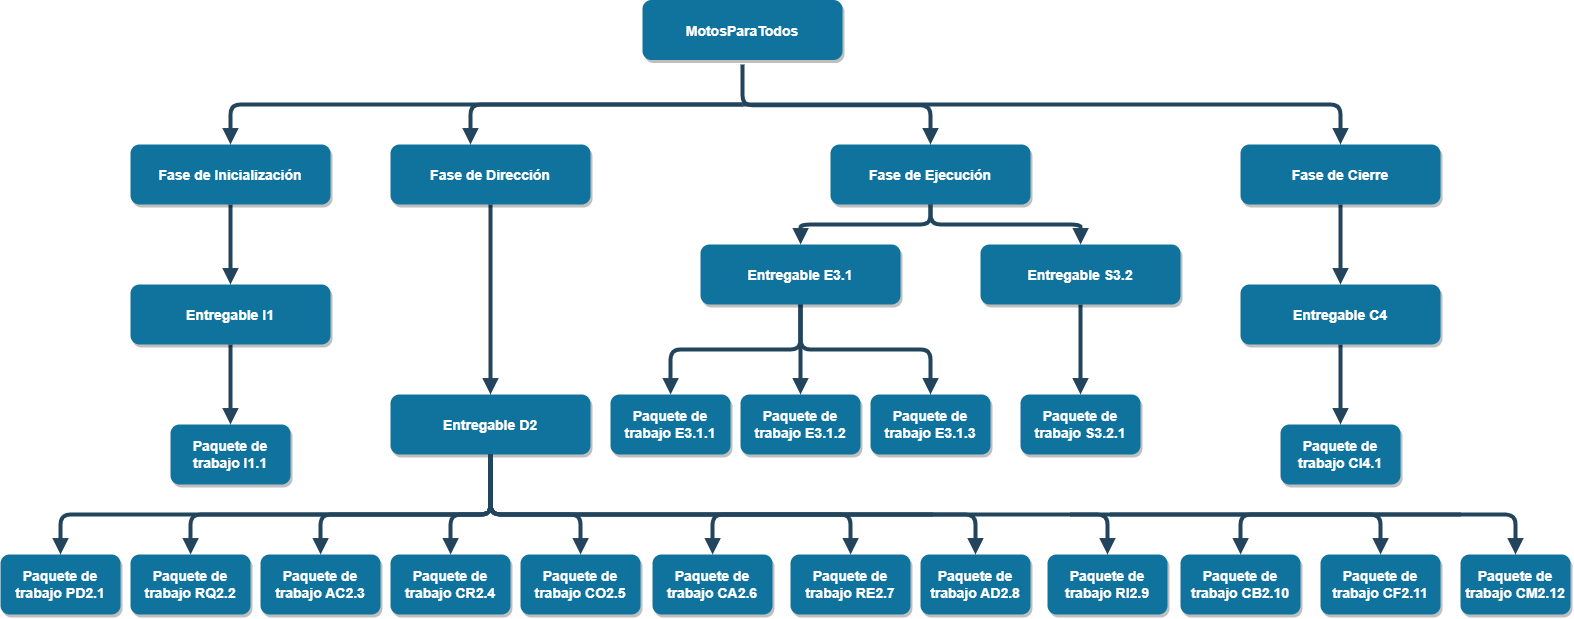 MotosParaTodos
Fase de Inicialización
Fase de Dirección
Fase de Ejecución
Fase de Cierre
Entregable E3.1
Entregable S3.2
Entregable I1
Entregable C4
Entregable D2
Paquete de
trabajo E3.1.1
Paquete de
trabajo E3.1.2
Paquete de
trabajo E3.1.3
Paquete de
trabajo S3.2.1
Paquete de
trabajo I1.1
Paquete de
trabajo CI4.1
Paquete de
trabajo PD2.1
Paquete de
trabajo RQ2.2
Paquete de
trabajo AC2.3
Paquete de
trabajo CR2.4
Paquete de
trabajo CO2.5
Paquete de
trabajo CA2.6
Paquete de
trabajo RE2.7
Paquete de
trabajo AD2.8
Paquete de
trabajo RI2.9
Paquete de
trabajo CB2.10
Paquete de
trabajo CF2.11
Paquete de
trabajo CM2.12